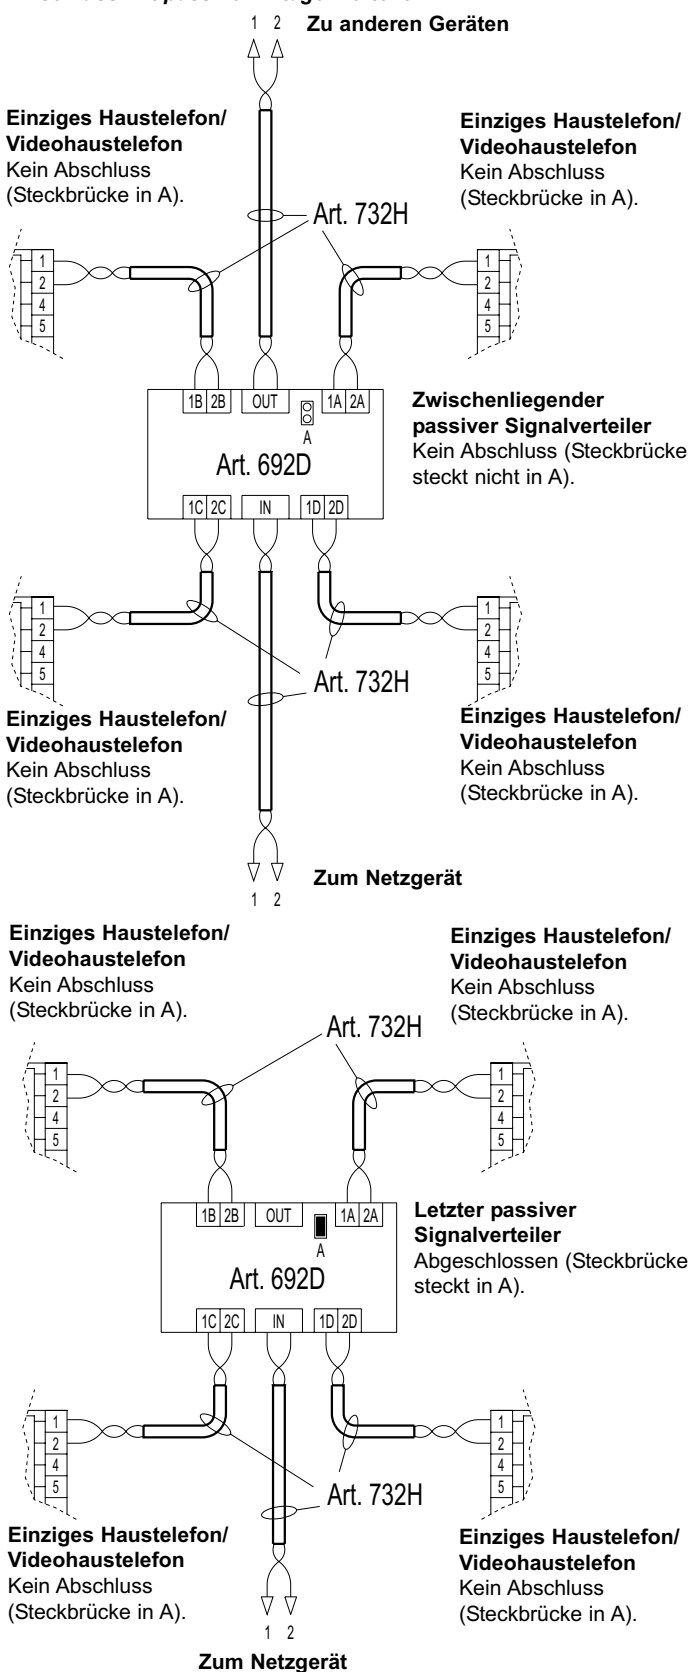 1 2 Zu anderen Geräten
Einziges Haustelefon/
Videohaustelefon
Kein Abschluss
(Steckbrücke in A).
Einziges Haustelefon/
Videohaustelefon
Kein Abschluss
(Steckbrücke in A).
Art. 732H
1
2
4
5
1
2
4
5
1B 2B OUT 1A 2A
A
Art. 692D
1C 2C IN 1D 2D
Zwischenliegender
passiver Signalverteiler
Kein Abschluss (Steckbrücke
steckt nicht in A).
1
2
4
5
1
2
4
5
Art. 732H
Einziges Haustelefon/
Videohaustelefon
Kein Abschluss
(Steckbrücke in A).
Einziges Haustelefon/
Videohaustelefon
Kein Abschluss
(Steckbrücke in A).
Zum Netzgerät
1 2
Einziges Haustelefon/
Videohaustelefon
Kein Abschluss
(Steckbrücke in A).
Einziges Haustelefon/
Videohaustelefon
Kein Abschluss
(Steckbrücke in A).
Art. 732H
1
2
4
5
1
2
4
5
1B 2B OUT 1A 2A
A
Art. 692D
1C 2C IN 1D 2D
Letzter passiver
Signalverteiler
Abgeschlossen (Steckbrücke
steckt in A).
1
2
4
5
1
2
4
5
Art. 732H
Einziges Haustelefon/
Videohaustelefon
Kein Abschluss
(Steckbrücke in A).
Einziges Haustelefon/
Videohaustelefon
Kein Abschluss
(Steckbrücke in A).
1 2
Zum Netzgerät